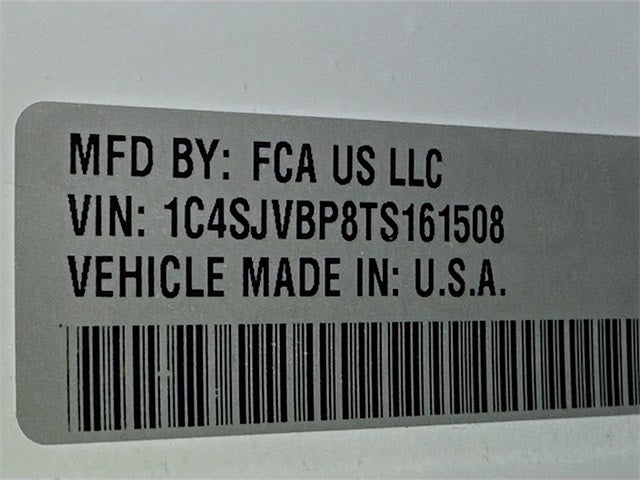 MFD BY: FCA US LLC
VIN: 1C4SJVBP8TS161508
VEHICLE MADE IN: U.S.A.